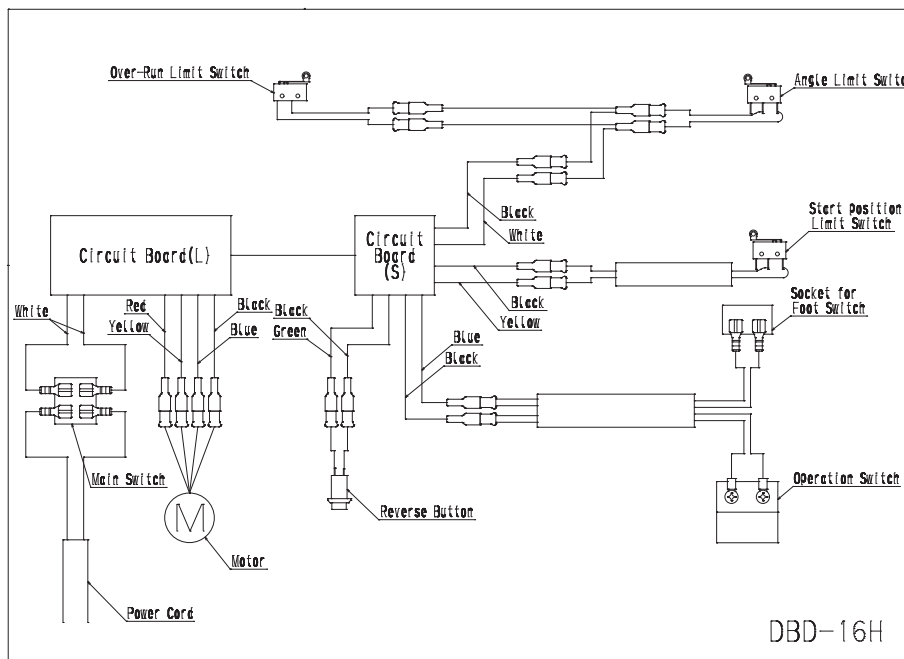 Over-Run Limit Switch
Angle Limit Switc
Black
White
Start position
Limit Switch
Circuit Board(L)
Circuit
Board
(S)
Black
Yellow
Socket for
Foot Switch
White
Red
Yellow
Black
Blue
Black
Green
Blue
Black
Main Switch
Operation Switch
Reverse Button
M
Motor
Power Cord
DBD-16H